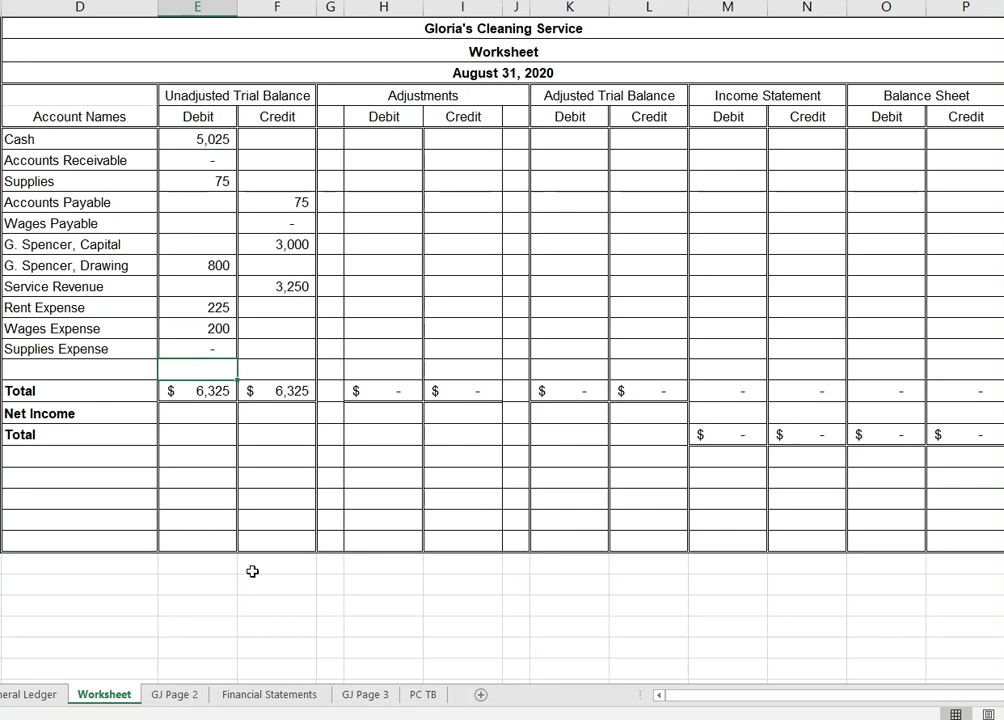 D E F G H I J K L M N O P
Gloria's Cleaning Service
Worksheet
August 31, 2020
Unadjusted Trial Balance Adjustments Adjusted Trial Balance Income Statement Balance Sheet
Account Names Debit Credit Debit Credit Debit Credit Debit Credit Debit Credit
Cash 5,025
Accounts Receivable -
Supplies 75
Accounts Payable 75
Wages Payable -
G. Spencer, Capital 3,000
G. Spencer, Drawing 800
Service Revenue 3,250
Rent Expense 225
Wages Expense 200
Supplies Expense -
Total $ 6,325 $ 6,325 $ - $ - $ - $ - - - - -
Net Income
Total $ - $ - $ - $ -
neral Ledger Worksheet GJ Page 2 Financial Statements GJ Page 3 PC TB